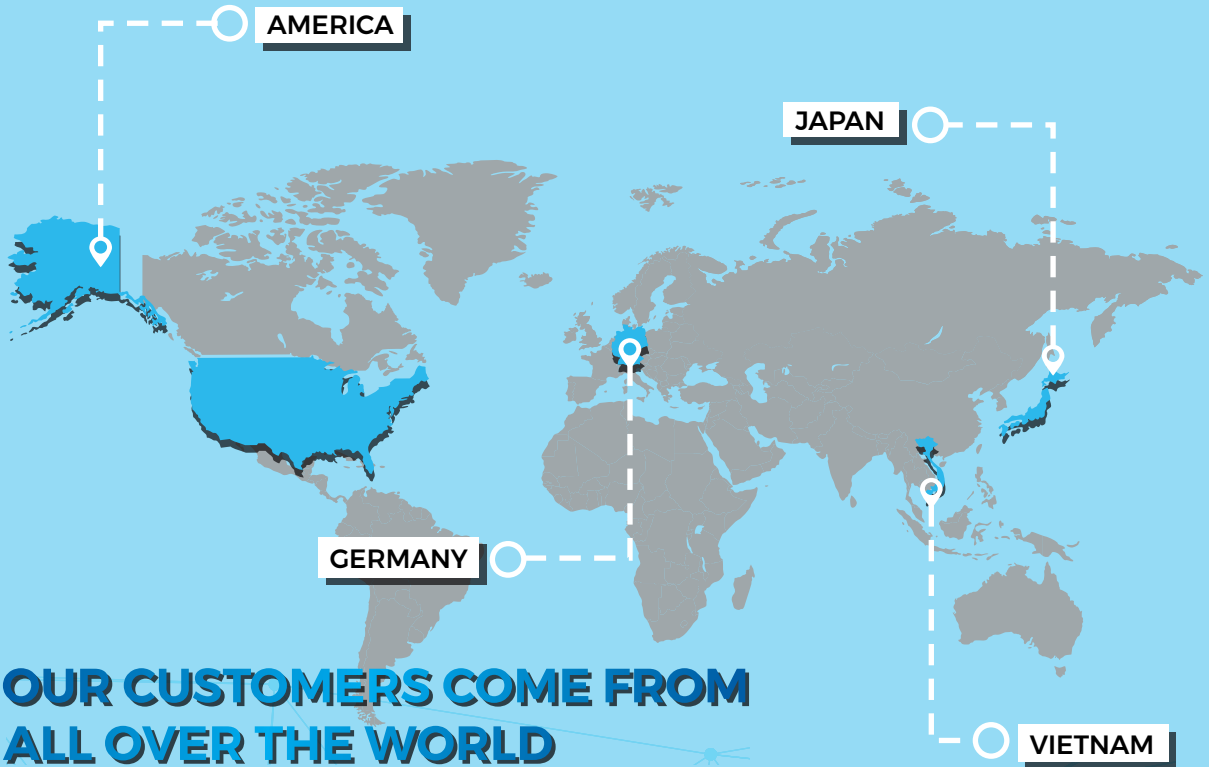 AMERICA
JAPAN
GERMANY
OUR CUSTOMERS COME FROM
ALL OVER THE WORLD
VIETNAM